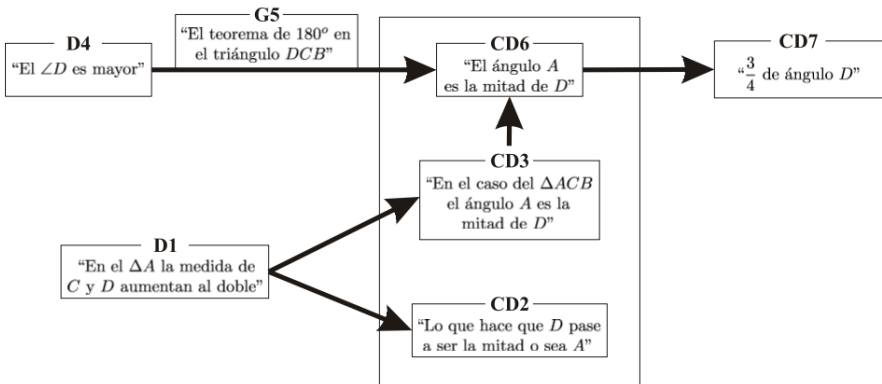 D4
“El ∠D es mayor”
G5
“El teorema de 180º en
el triángulo DCB”
CD6
“El ángulo A
es la mitad de D”
CD7
“3/4 de ángulo D”
CD3
“En el caso del ΔACB
el ángulo A es la
mitad de D”
D1
“En el ΔA la medida de
C y D aumentan al doble”
CD2
“Lo que hace que D pase
a ser la mitad o sea A”